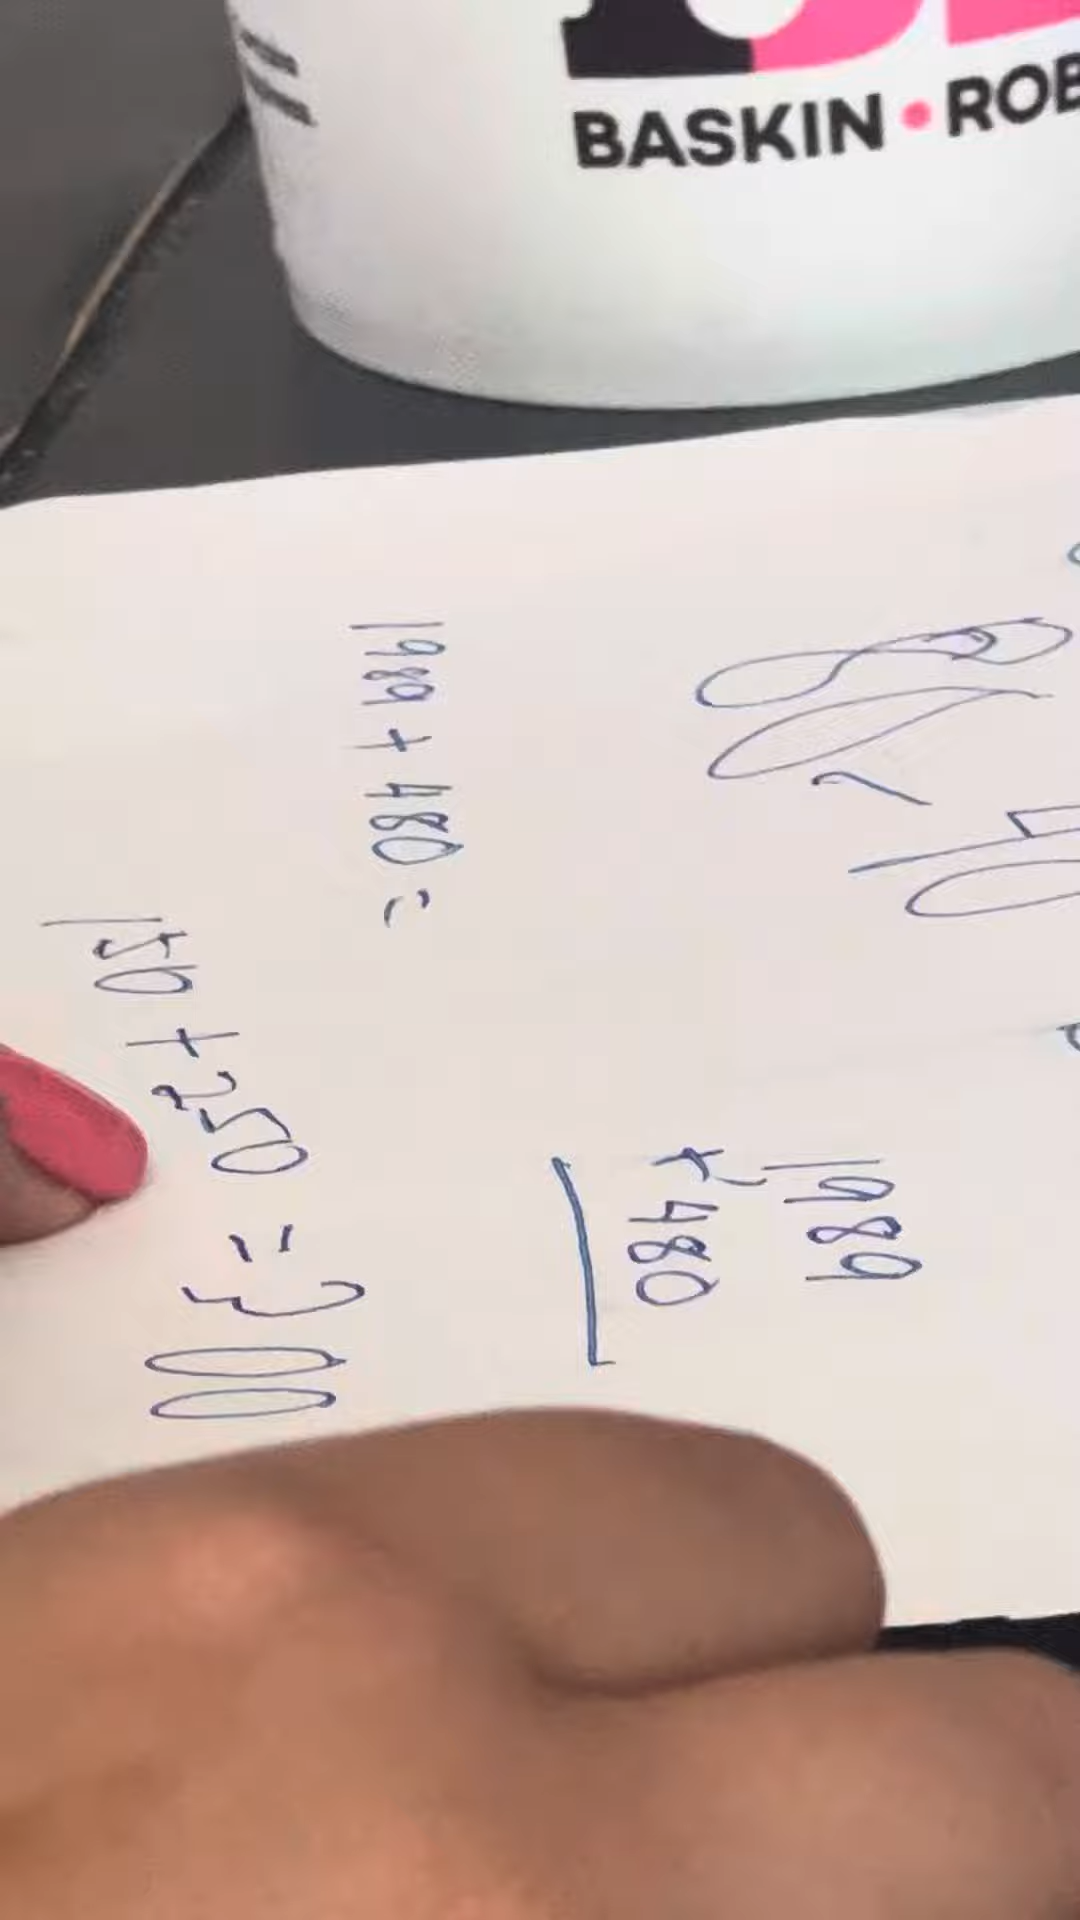 BASKIN • ROB
1989 + 480 =
150 + 250 = 300
1989
+ 480